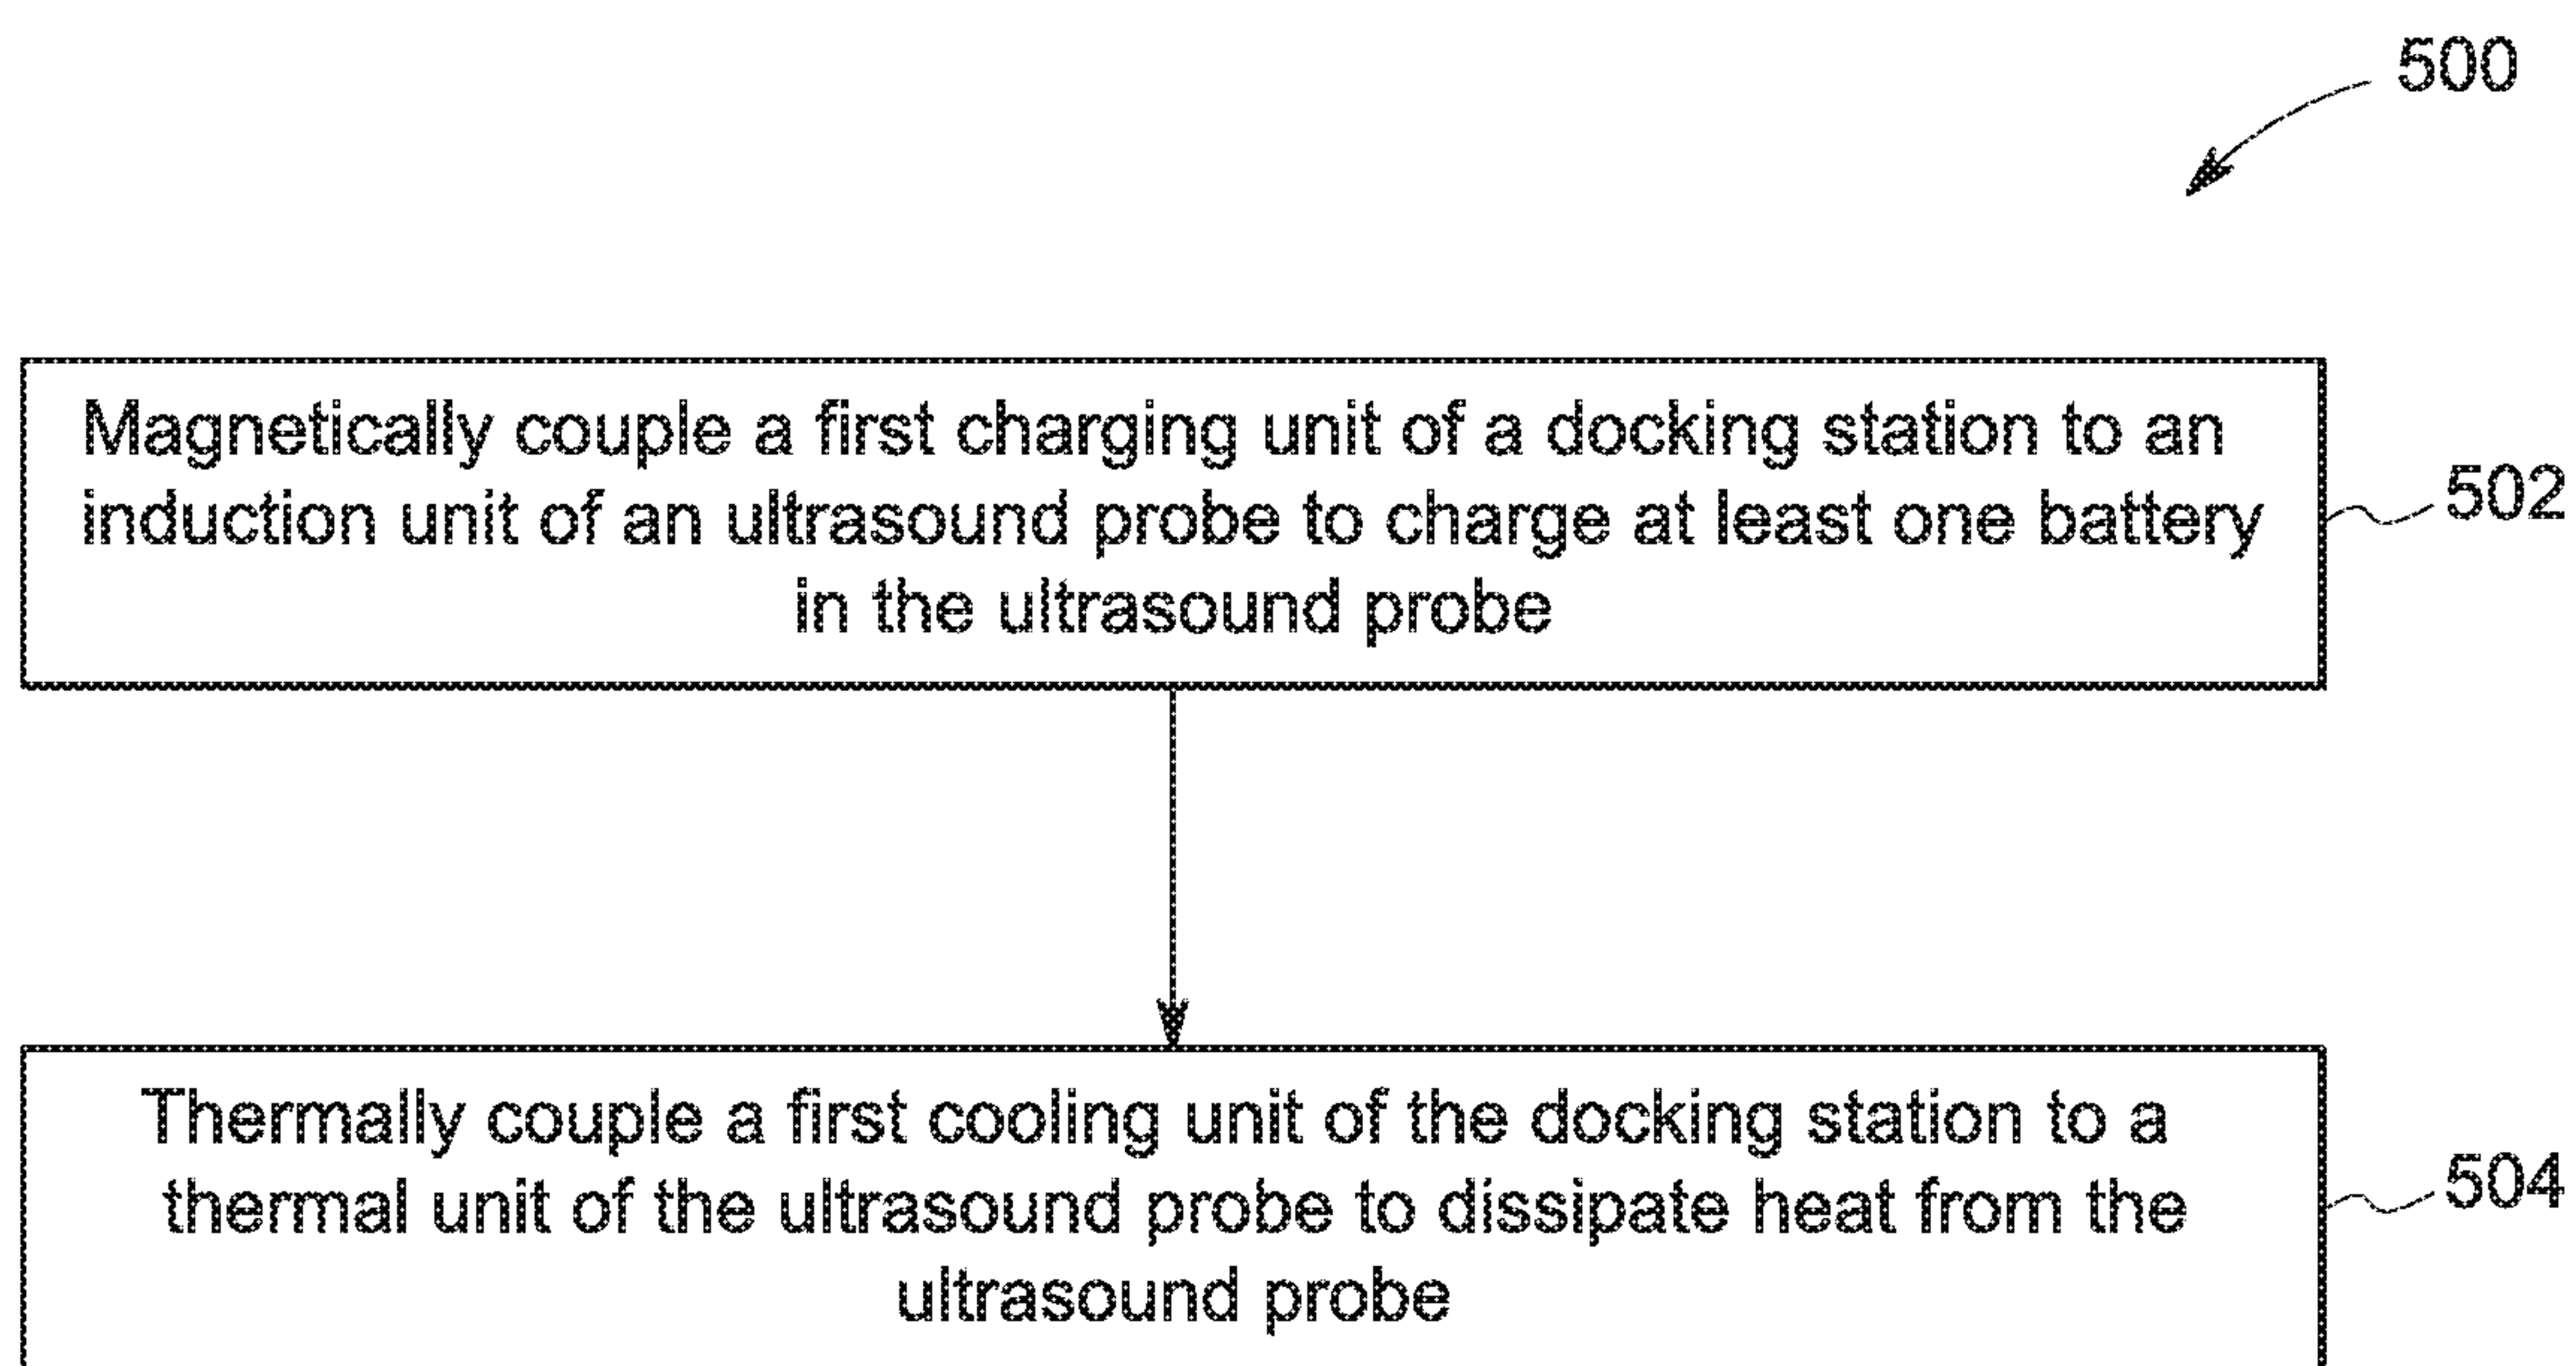 500
Magnetically couple a first charging unit of a docking station to an
induction unit of an ultrasound probe to charge at least one battery
in the ultrasound probe
502
Thermally couple a first cooling unit of the docking station to a
thermal unit of the ultrasound probe to dissipate heat from the
ultrasound probe
504